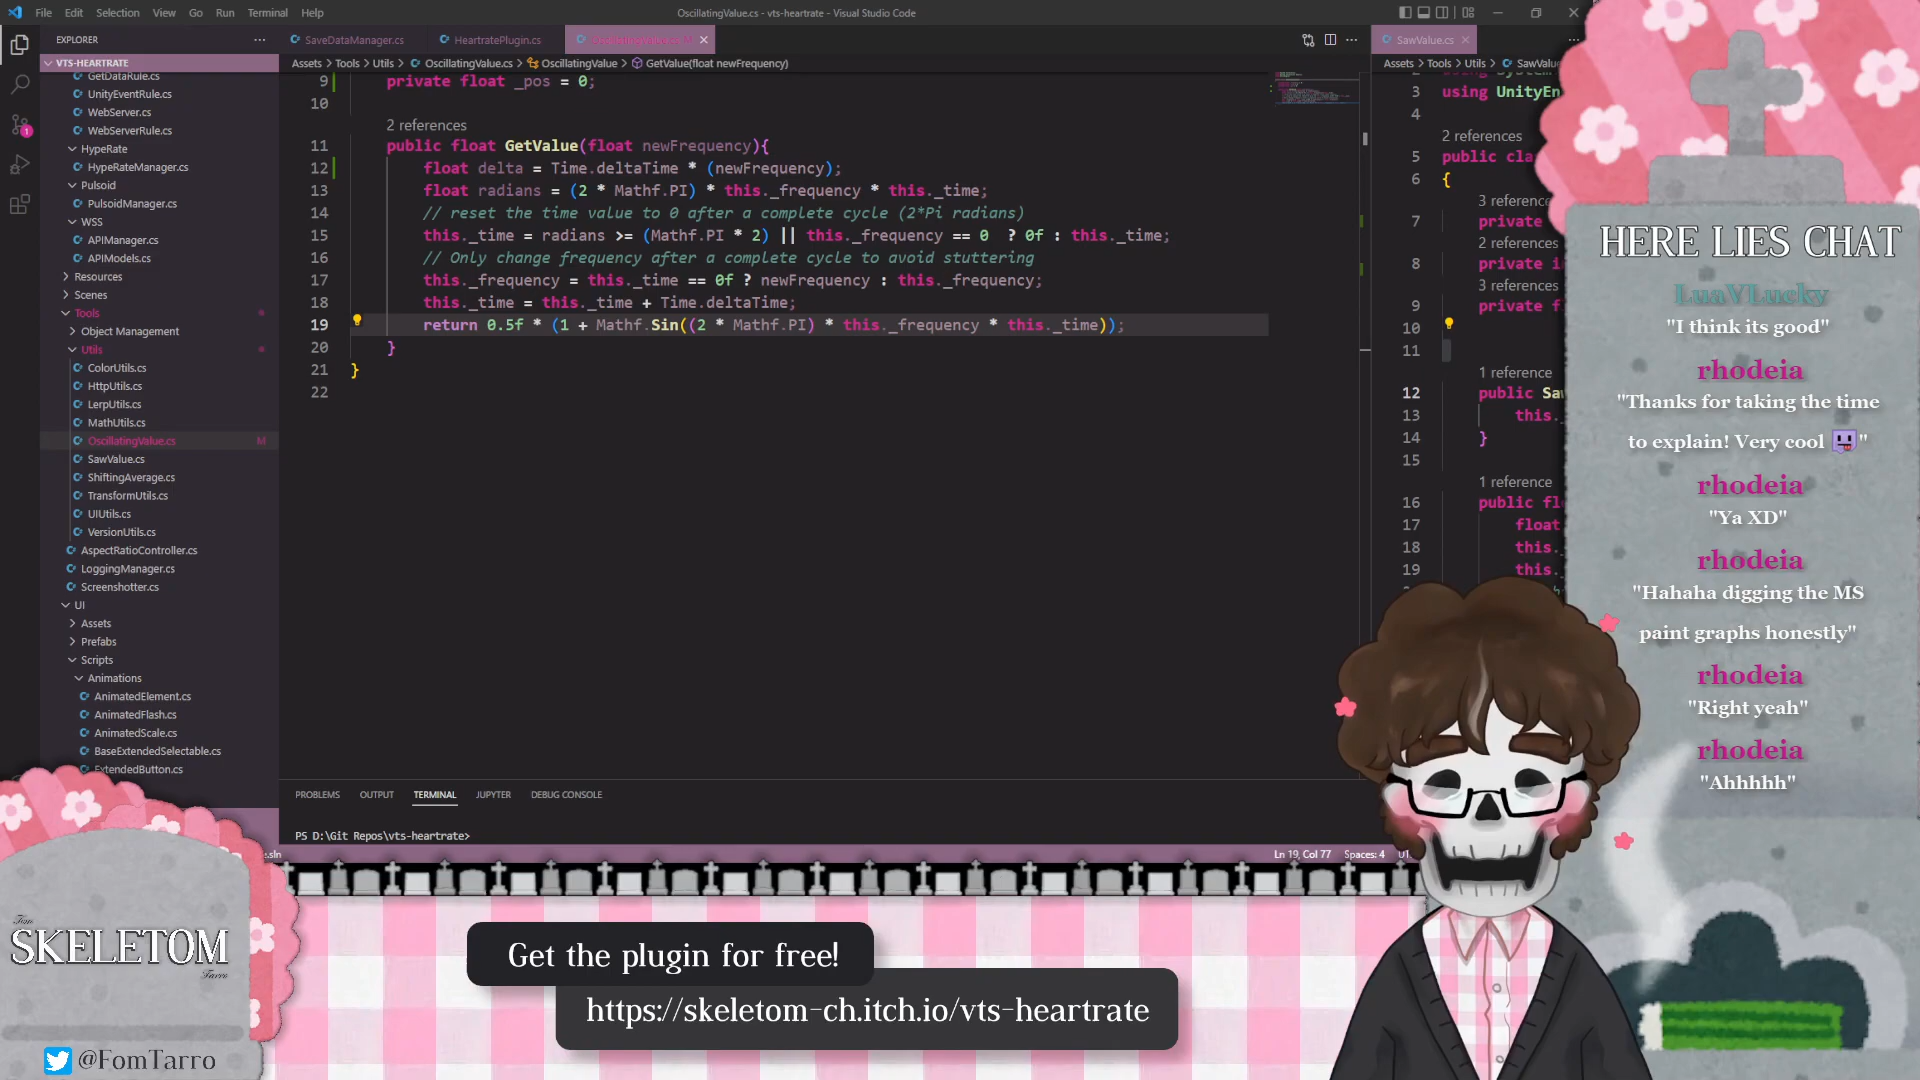 File Edit Selection View Go Run Terminal Help
OscillatingValue.cs - vts-heartrate - Visual Studio Code
EXPLORER
VTS-HEARTRATE
GetDataRule.cs
UnityEventRule.cs
WebServer.cs
WebServerRule.cs
HypeRate
HypeRateManager.cs
Pulsoid
PulsoidManager.cs
WSS
APIManager.cs
APIModels.cs
Resources
Scenes
Tools
Object Management
Utils
ColorUtils.cs
HttpUtils.cs
LerpUtils.cs
MathUtils.cs
OscillatingValue.cs M
SawValue.cs
ShiftingAverage.cs
TransformUtils.cs
UIUtils.cs
VersionUtils.cs
AspectRatioController.cs
LoggingManager.cs
Screenshotter.cs
UI
Assets
Prefabs
Scripts
Animations
AnimatedElement.cs
AnimatedFlash.cs
AnimatedScale.cs
BaseExtendedSelectable.cs
ExtendedButton.cs
1
SaveDataManager.cs HeartratePlugin.cs OscillatingValue.cs M
Assets > Tools > Utils > OscillatingValue.cs > OscillatingValue > GetValue(float newFrequency)
9 private float _pos = 0;
10
2 references
11 public float GetValue(float newFrequency){
12 float delta = Time.deltaTime * (newFrequency);
13 float radians = (2 * Mathf.PI) * this._frequency * this._time;
14 // reset the time value to 0 after a complete cycle (2*Pi radians)
15 this._time = radians >= (Mathf.PI * 2) || this._frequency == 0 ? 0f : this._time;
16 // Only change frequency after a complete cycle to avoid stuttering
17 this._frequency = this._time == 0f ? newFrequency : this._frequency;
18 this._time = this._time + Time.deltaTime;
19 return 0.5f * (1 + Mathf.Sin((2 * Mathf.PI) * this._frequency * this._time));
20 }
21 }
22
SawValue.cs
Assets > Tools > Utils > SawValue
3 using UnityEn
4
2 references
5 public cla
6 {
3 reference
7 private
2 references
8 private in
3 references
9 private f
10
11
1 reference
12 public Sa
13 this.
14 }
15
1 reference
16 public flo
17 float
18 this.
19 this.
PROBLEMS OUTPUT TERMINAL JUPYTER DEBUG CONSOLE
PS D:\Git Repos\vts-heartrate>
.sln
Ln 19, Col 77 Spaces: 4
HERE LIES CHAT
LuaVLucky
"I think its good"
rhodeia
"Thanks for taking the time
to explain! Very cool "
rhodeia
"Ya XD"
rhodeia
"Hahaha digging the MS
paint graphs honestly"
rhodeia
"Right yeah"
rhodeia
"Ahhhhh"
Tom
SKELETOM
Tarro
@FomTarro
Get the plugin for free!
https://skeletom-ch.itch.io/vts-heartrate